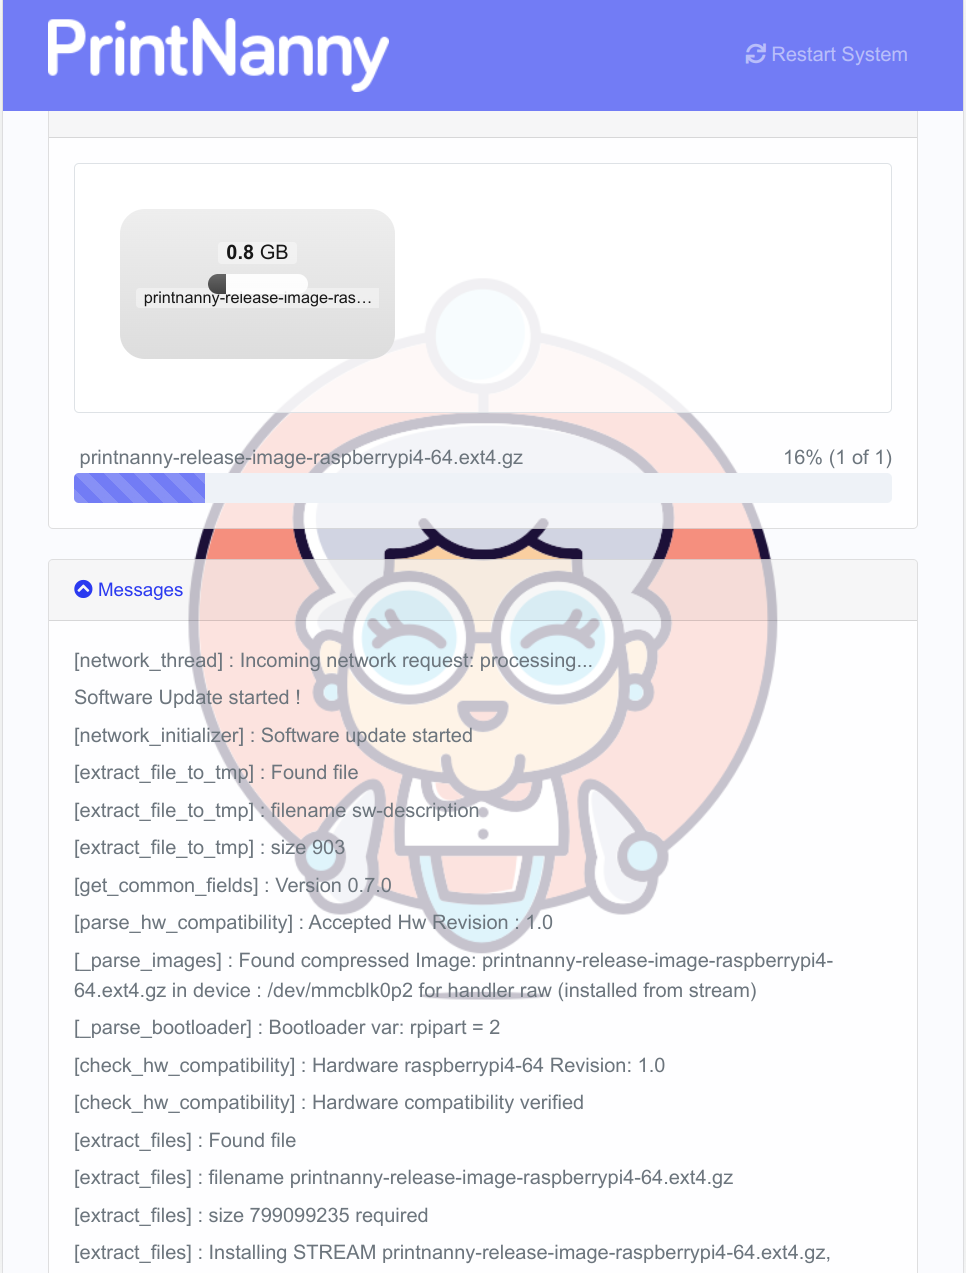 PrintNanny
Restart System
0.8 GB
printnanny-release-image-ras…
printnanny-release-image-raspberrypi4-64.ext4.gz
16% (1 of 1)
Messages
[network_thread] : Incoming network request: processing...
Software Update started !
[network_initializer] : Software update started
[extract_file_to_tmp] : Found file
[extract_file_to_tmp] : filename sw-description
[extract_file_to_tmp] : size 903
[get_common_fields] : Version 0.7.0
[parse_hw_compatibility] : Accepted Hw Revision : 1.0
[_parse_images] : Found compressed Image: printnanny-release-image-raspberrypi4-
64.ext4.gz in device : /dev/mmcblk0p2 for handler raw (installed from stream)
[_parse_bootloader] : Bootloader var: rpipart = 2
[check_hw_compatibility] : Hardware raspberrypi4-64 Revision: 1.0
[check_hw_compatibility] : Hardware compatibility verified
[extract_files] : Found file
[extract_files] : filename printnanny-release-image-raspberrypi4-64.ext4.gz
[extract_files] : size 799099235 required
[extract_files] : Installing STREAM printnanny-release-image-raspberrypi4-64.ext4.gz,